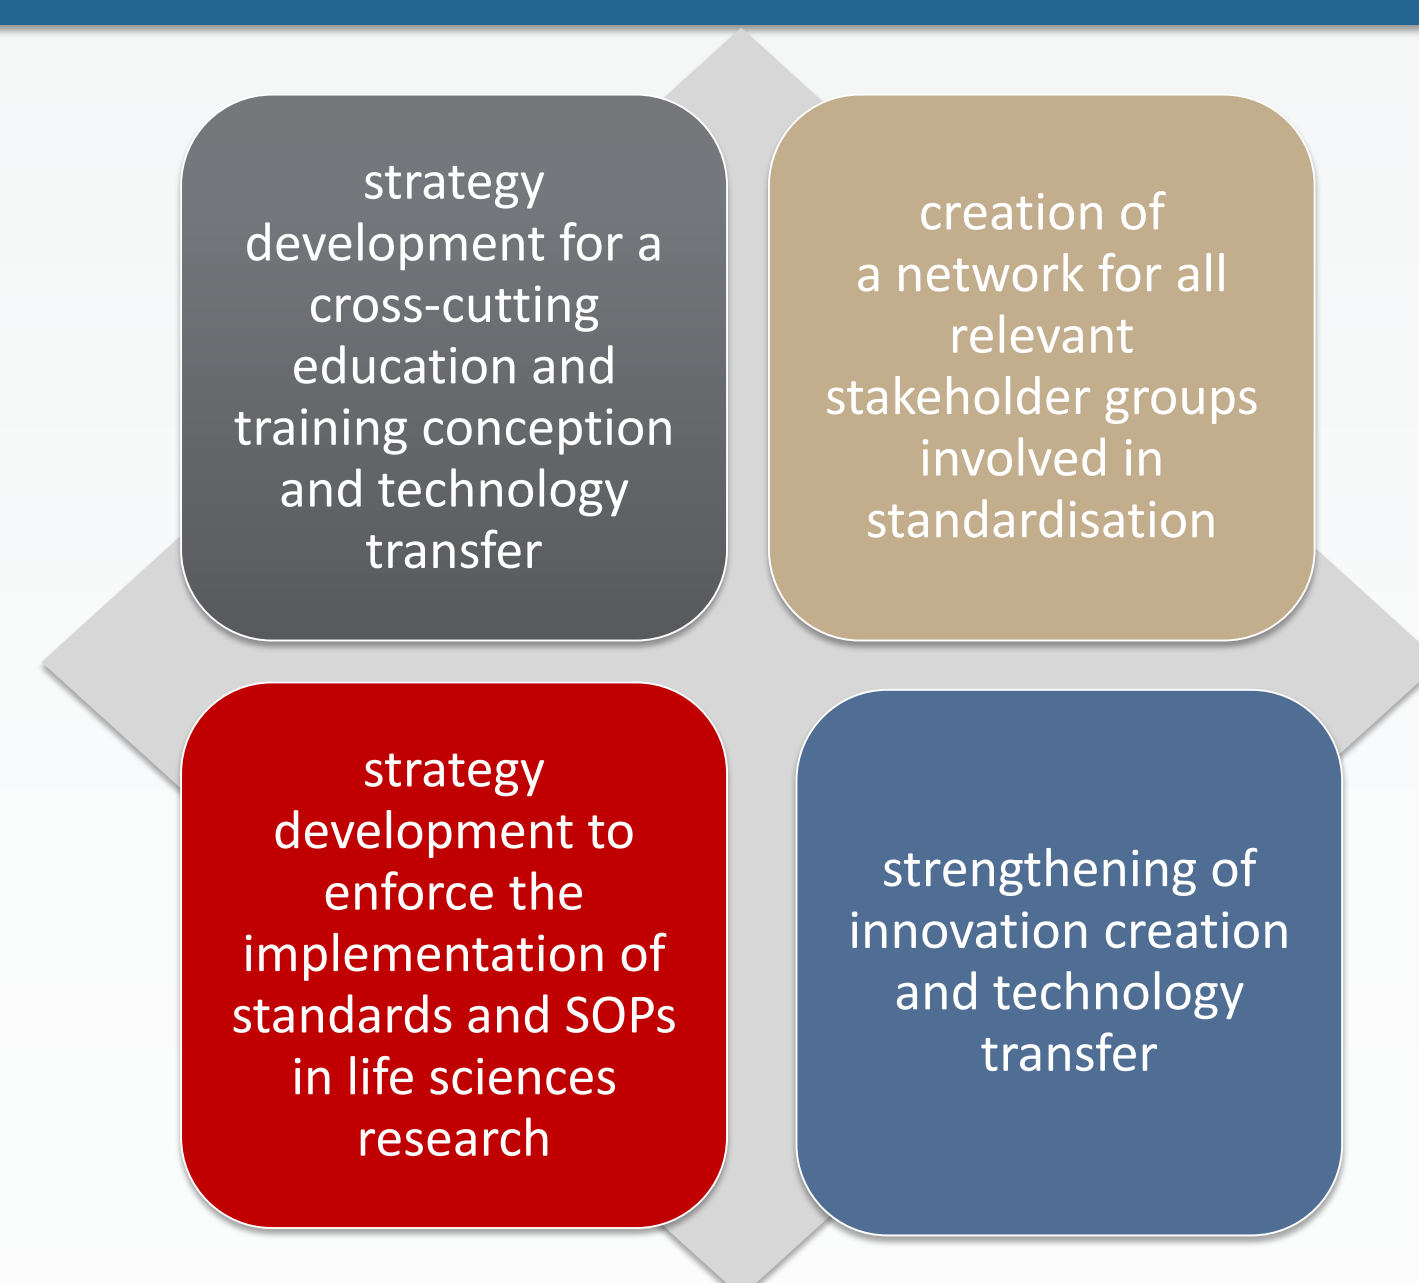 strategy
development for a
cross-cutting
education and
training conception
and technology
transfer
creation of
a network for all
relevant
stakeholder groups
involved in
standardisation
strategy
development to
enforce the
implementation of
standards and SOPs
in life sciences
research
strengthening of
innovation creation
and technology
transfer